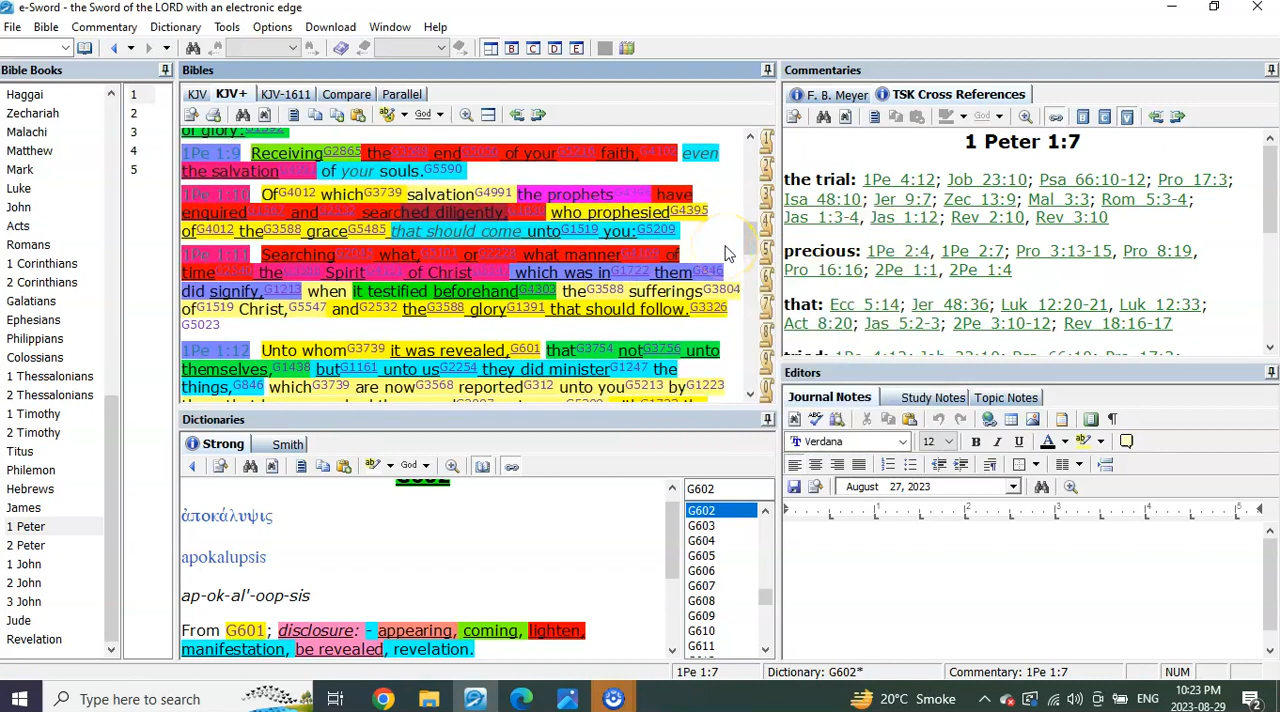 e-Sword - the Sword of the LORD with an electronic edge
File Bible Commentary Dictionary Tools Options Download Window Help
B C D E
Bible Books
Haggai
Zechariah
Malachi
Matthew
Mark
Luke
John
Acts
Romans
1 Corinthians
2 Corinthians
Galatians
Ephesians
Philippians
Colossians
1 Thessalonians
2 Thessalonians
1 Timothy
2 Timothy
Titus
Philemon
Hebrews
James
1 Peter
2 Peter
1 John
2 John
3 John
Jude
Revelation
1
2
3
4
5
Bibles
KJV KJV+ KJV-1611 Compare Parallel
God
of glory:G1392
1Pe 1:9 ReceivingG2865 the end of your faith, even
the salvation of your souls.G5590
1Pe 1:10 OfG4012 whichG3739 salvationG4991 the prophetsG4396 have
enquired and searched diligently, who prophesiedG4395
ofG4012 theG3588 graceG5485 that should come untoG1519 you:G5209
1Pe 1:11 Searching what, or what manner of
time the Spirit of Christ which was inG1722 themG846
did signify,G1213 when it testified beforehandG4303 theG3588 sufferingsG3804
ofG1519 Christ,G5547 andG2532 theG3588 gloryG1391 that should follow.G3326
G5023
1Pe 1:12 Unto whomG3739 it was revealed,G601 thatG3754 notG3756 unto
themselves,G1438 butG1161 unto usG2254 they did ministerG1247 the
things,G846 whichG3739 are nowG3568 reportedG312 unto youG5213 byG1223
Dictionaries
Strong Smith
God
G602
ἀποκάλυψις
apokalupsis
ap-ok-al'-oop-sis
From G601; disclosure: - appearing, coming, lighten,
manifestation, be revealed, revelation.
G602
G602
G603
G604
G605
G606
G607
G608
G609
G610
G611
Commentaries
F. B. Meyer TSK Cross References
God
1 Peter 1:7
the trial: 1Pe 4:12; Job 23:10; Psa 66:10-12; Pro 17:3;
Isa 48:10; Jer 9:7; Zec 13:9; Mal 3:3; Rom 5:3-4;
Jas 1:3-4, Jas 1:12; Rev 2:10, Rev 3:10
precious: 1Pe 2:4, 1Pe 2:7; Pro 3:13-15, Pro 8:19,
Pro 16:16; 2Pe 1:1, 2Pe 1:4
that: Ecc 5:14; Jer 48:36; Luk 12:20-21, Luk 12:33;
Act 8:20; Jas 5:2-3; 2Pe 3:10-12; Rev 18:16-17
Editors
Journal Notes Study Notes Topic Notes
Verdana 12 B I U A
August 27, 2023
1 2 3 4 5
1Pe 1:7 Dictionary: G602* Commentary: 1Pe 1:7 NUM
Type here to search
20°C Smoke
ENG
10:23 PM
2023-08-29
2